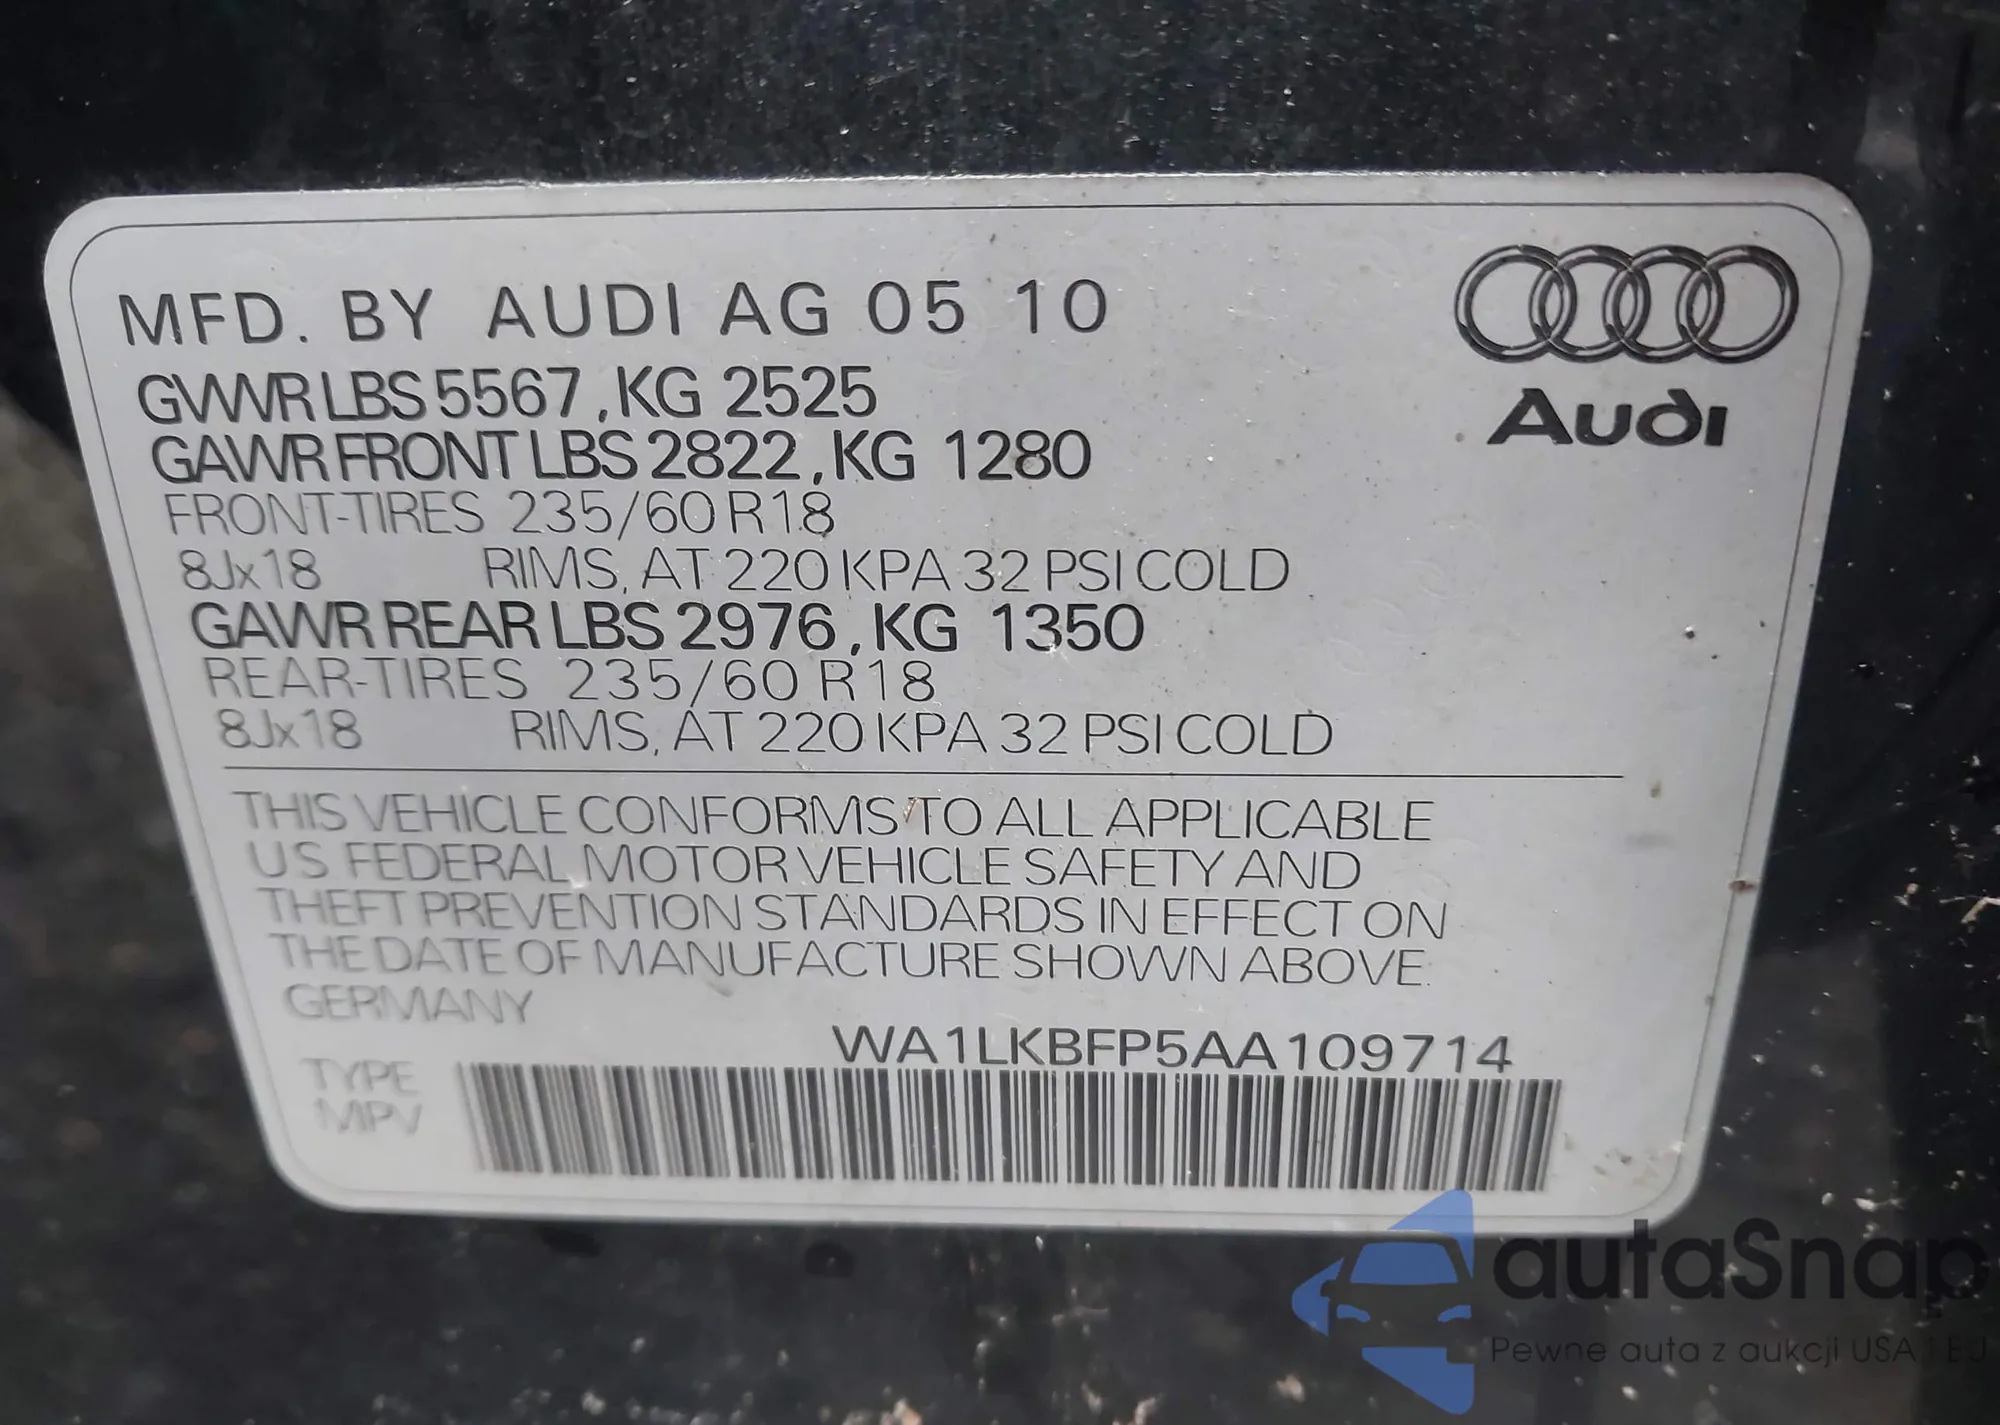 MFD. BY AUDI AG 05 10
GVWR LBS 5567, KG 2525
GAWR FRONT LBS 2822, KG 1280
FRONT-TIRES 235/60 R18
8Jx18 RIMS, AT 220 KPA 32 PSI COLD
GAWR REAR LBS 2976, KG 1350
REAR-TIRES 235/60 R18
8Jx18 RIMS, AT 220 KPA 32 PSI COLD
Audi
THIS VEHICLE CONFORMS TO ALL APPLICABLE
US FEDERAL MOTOR VEHICLE SAFETY AND
THEFT PREVENTION STANDARDS IN EFFECT ON
THE DATE OF MANUFACTURE SHOWN ABOVE.
GERMANY
WA1LKBFP5AA109714
TYPE
MPV
autaSnap
Pewne auta z aukcji USA i EU